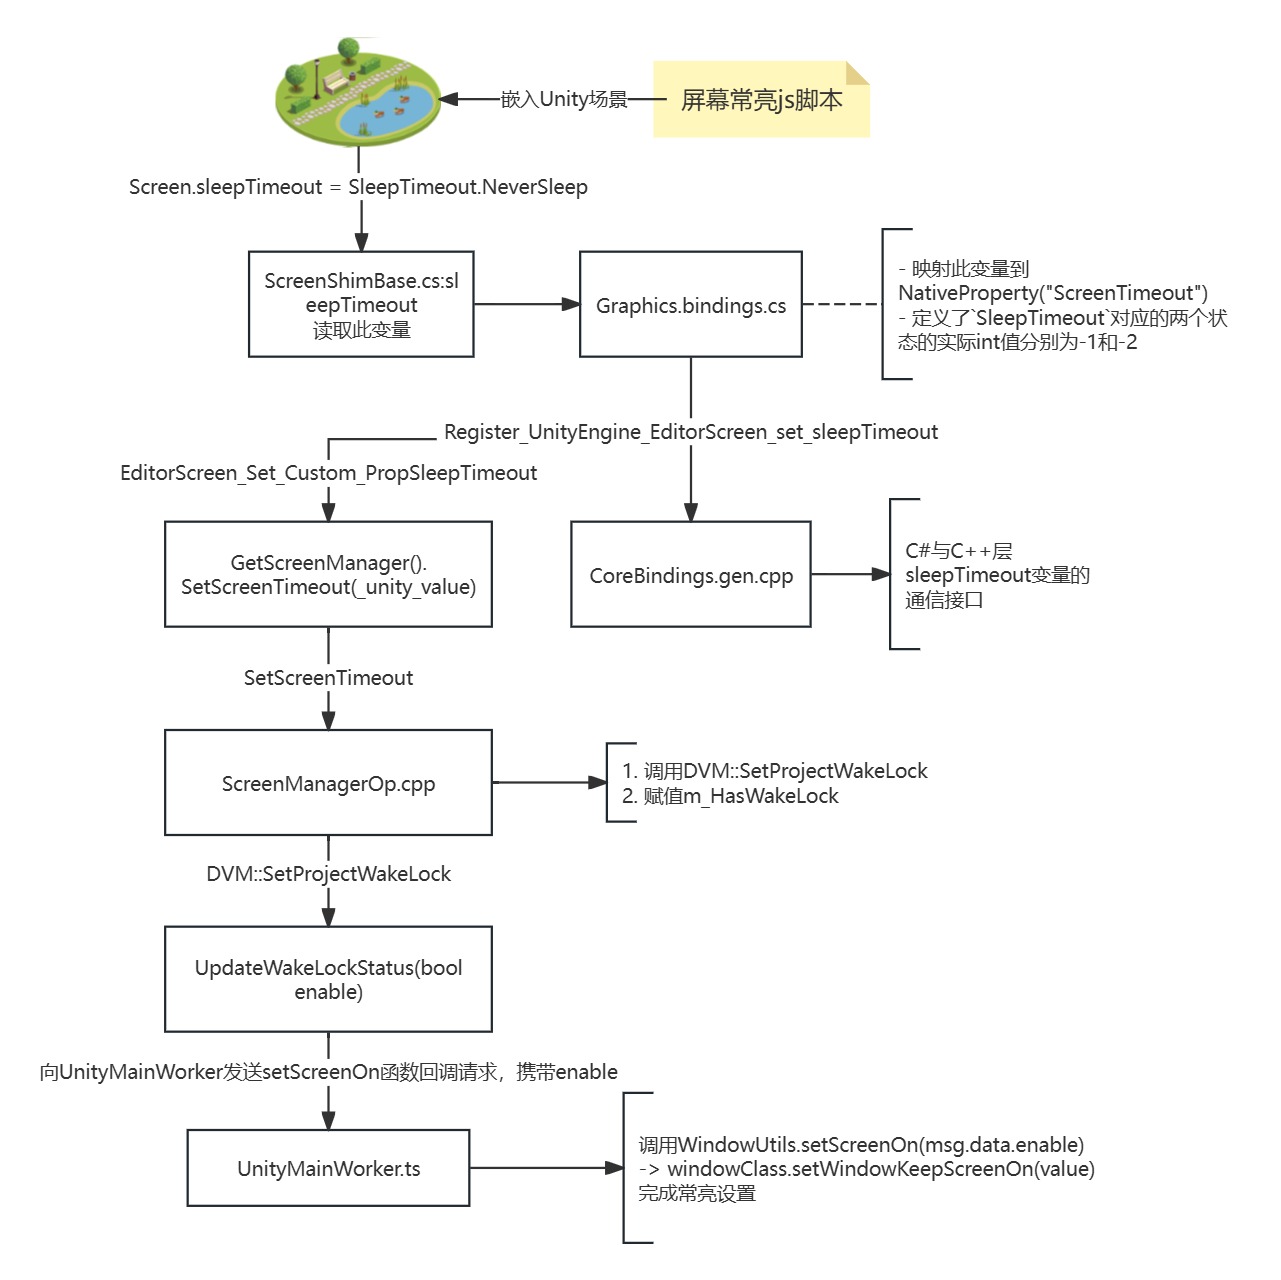 嵌入Unity场景
屏幕常亮js脚本
Screen.sleepTimeout = SleepTimeout.NeverSleep
ScreenShimBase.cs:sl
eepTimeout
读取此变量
Graphics.bindings.cs
- 映射此变量到
NativeProperty("ScreenTimeout")
- 定义了`SleepTimeout`对应的两个状
态的实际int值分别为-1和-2
Register_UnityEngine_EditorScreen_set_sleepTimeout
EditorScreen_Set_Custom_PropSleepTimeout
GetScreenManager().
SetScreenTimeout(_unity_value)
CoreBindings.gen.cpp
C#与C++层
sleepTimeout变量的
通信接口
SetScreenTimeout
ScreenManagerOp.cpp
1. 调用DVM::SetProjectWakeLock
2. 赋值m_HasWakeLock
DVM::SetProjectWakeLock
UpdateWakeLockStatus(bool
enable)
向UnityMainWorker发送setScreenOn函数回调请求，携带enable
UnityMainWorker.ts
调用WindowUtils.setScreenOn(msg.data.enable)
-> windowClass.setWindowKeepScreenOn(value)
完成常亮设置